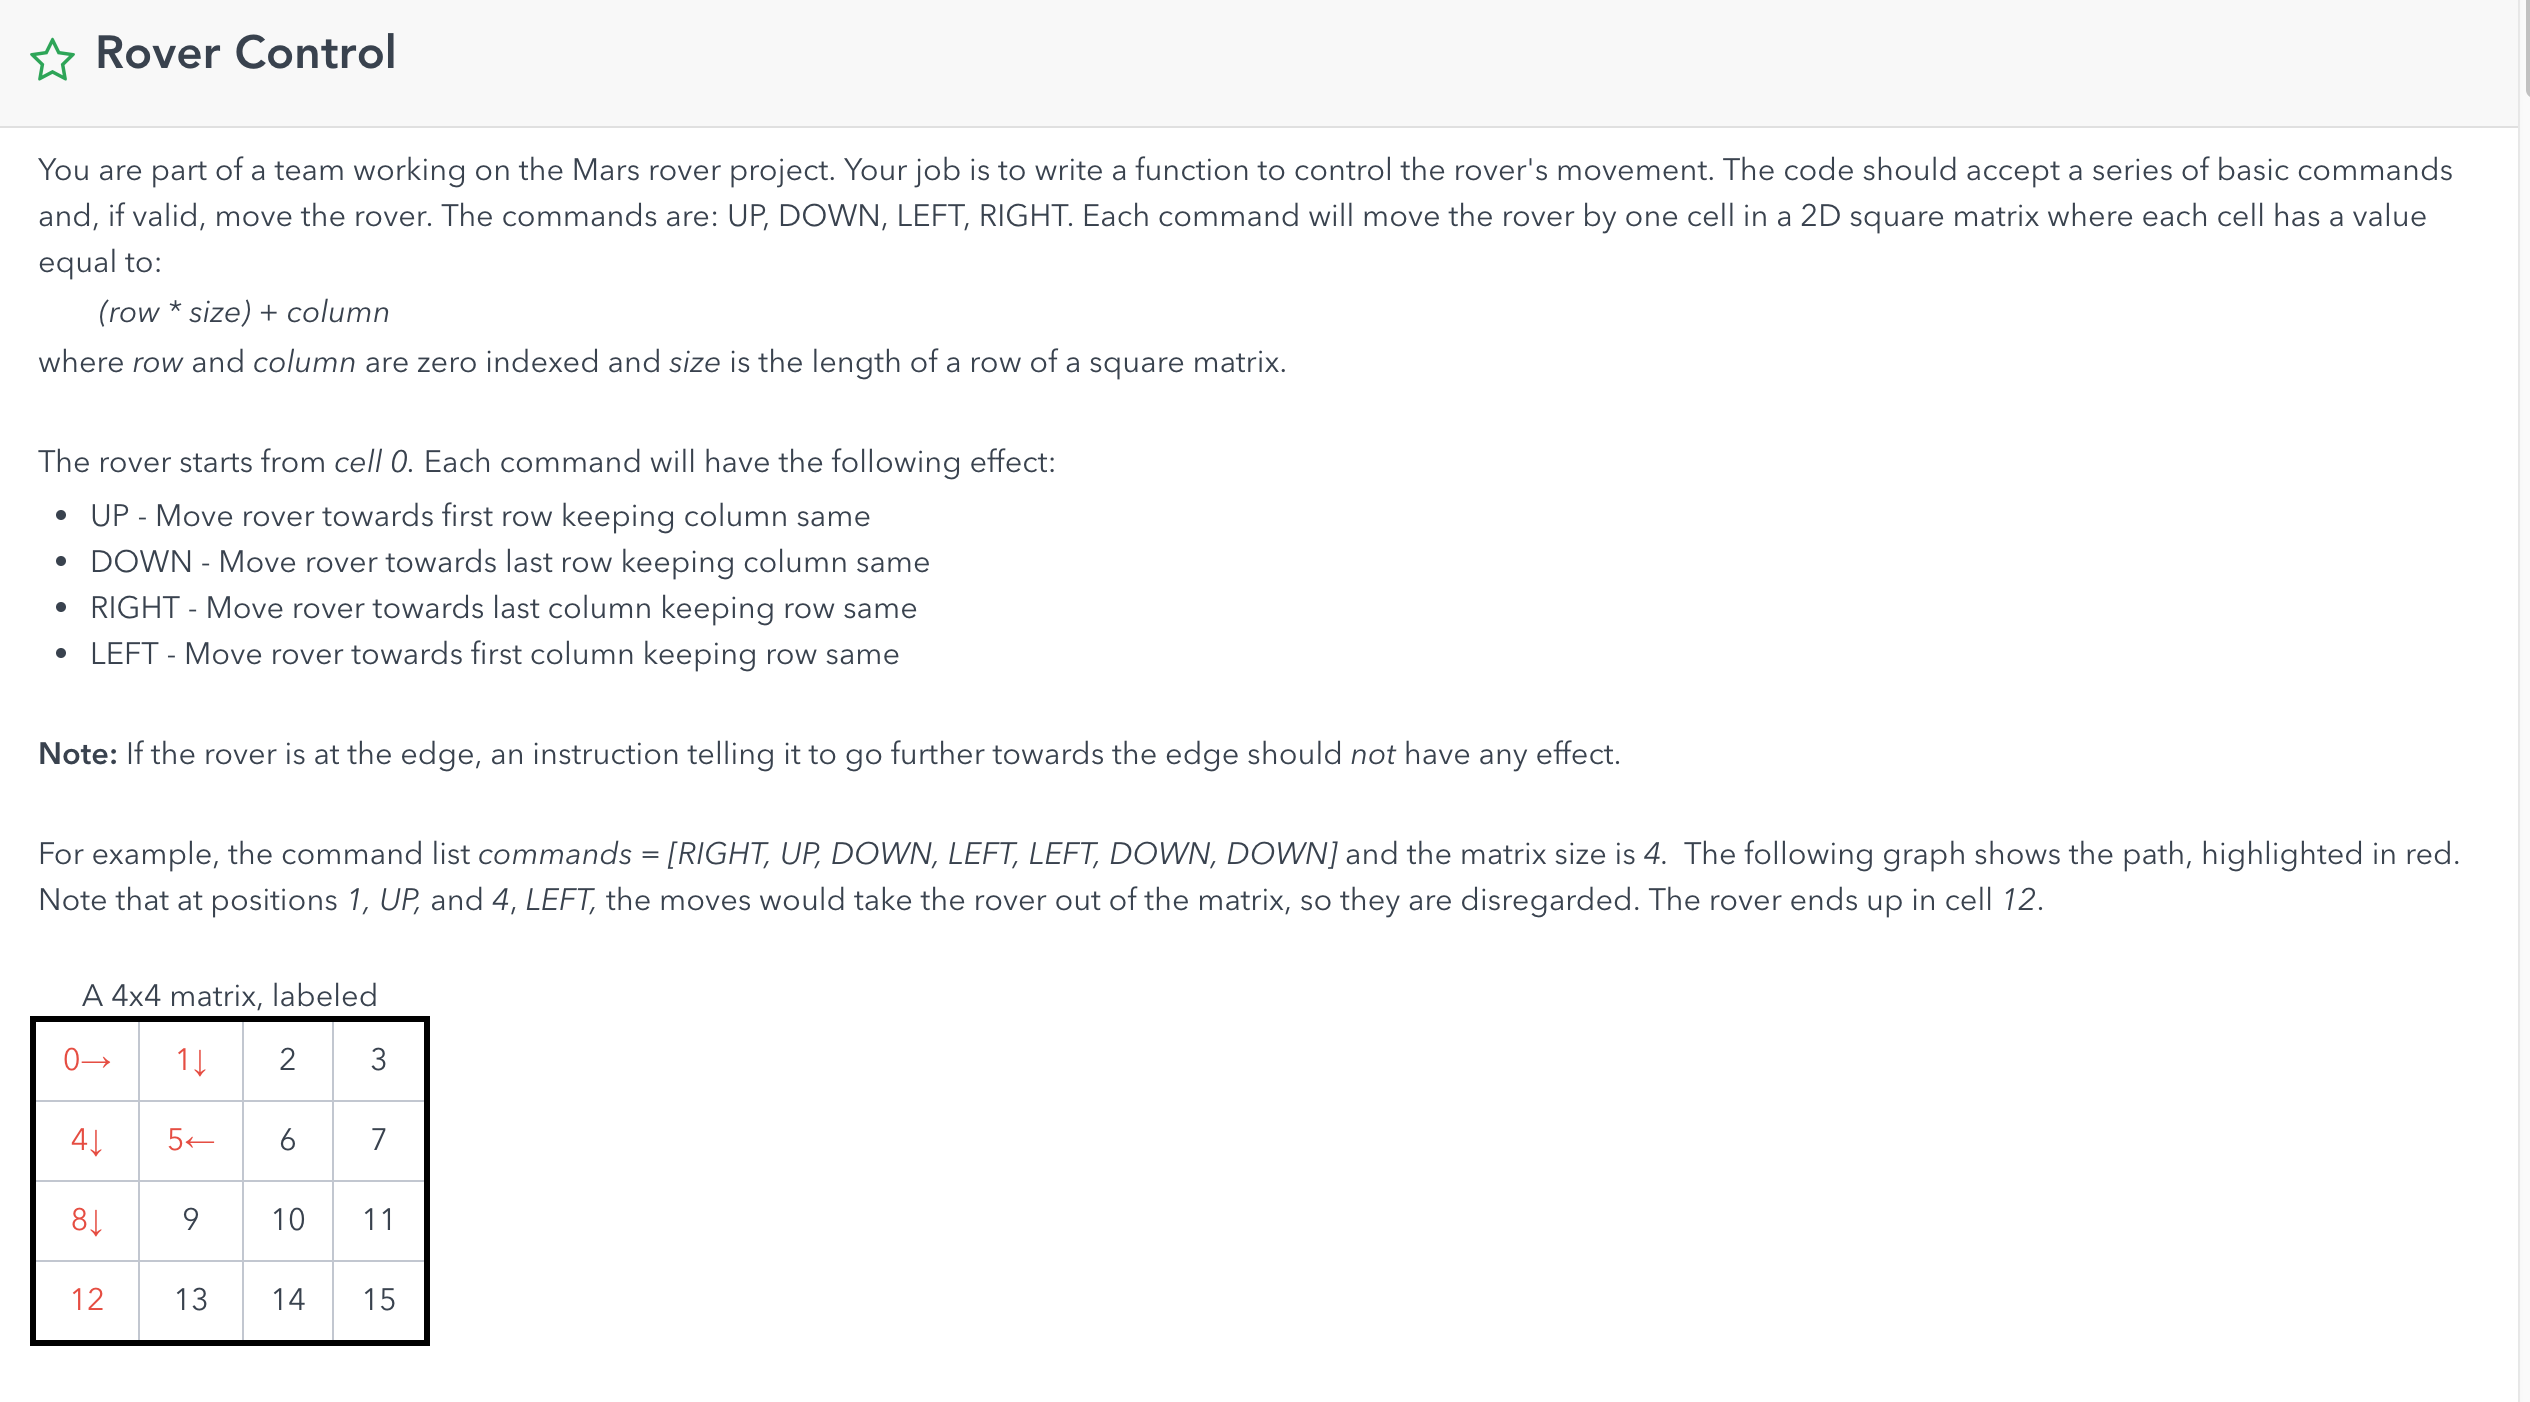 Rover Control
You are part of a team working on the Mars rover project. Your job is to write a function to control the rover's movement. The code should accept a series of basic commands
and, if valid, move the rover. The commands are: UP, DOWN, LEFT, RIGHT. Each command will move the rover by one cell in a 2D square matrix where each cell has a value
equal to:
(row * size) + column
where row and column are zero indexed and size is the length of a row of a square matrix.
The rover starts from cell 0. Each command will have the following effect:
• UP - Move rover towards first row keeping column same
• DOWN - Move rover towards last row keeping column same
• RIGHT - Move rover towards last column keeping row same
• LEFT - Move rover towards first column keeping row same
Note: If the rover is at the edge, an instruction telling it to go further towards the edge should not have any effect.
For example, the command list commands = [RIGHT, UP, DOWN, LEFT, LEFT, DOWN, DOWN] and the matrix size is 4. The following graph shows the path, highlighted in red.
Note that at positions 1, UP, and 4, LEFT, the moves would take the rover out of the matrix, so they are disregarded. The rover ends up in cell 12.
A 4x4 matrix, labeled
0→ 1↓ 2 3
4↓ 5← 6 7
8↓ 9 10 11
12 13 14 15